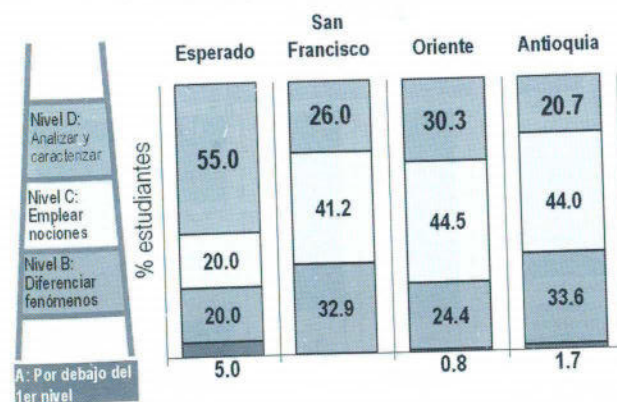 Esperado
San
Francisco
Oriente
Antioquia
Nivel D:
Analizar y
caracterizar
Nivel C:
Emplear
nociones
Nivel B:
Diferenciar
fenómenos
A: Por debajo del
1er nivel
% estudiantes
55.0
20.0
20.0
5.0
26.0
41.2
32.9
30.3
44.5
24.4
0.8
20.7
44.0
33.6
1.7